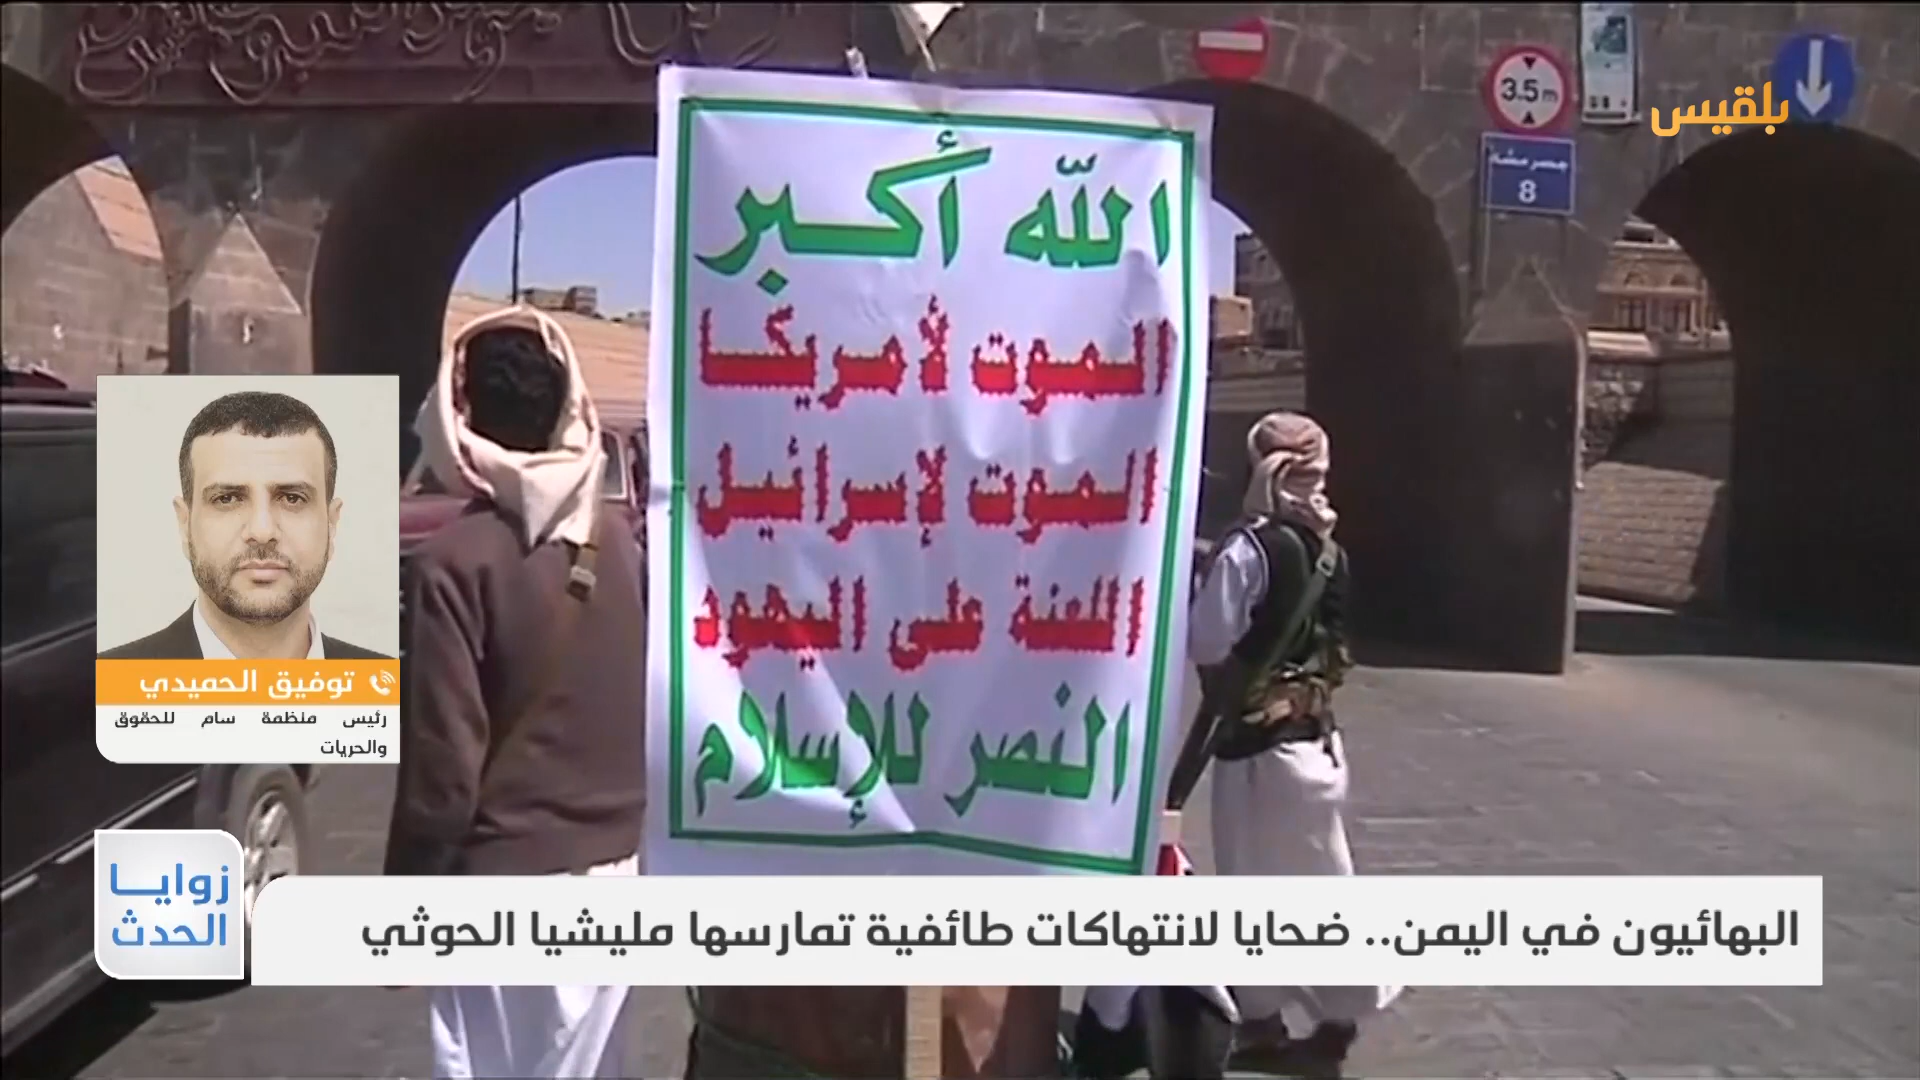 بلقيس
3.5m
8
الله أكبر
الموت لأمريكا
الموت لإسرائيل
اللعنة على اليهود
النصر للإسلام
توفيق الحميدي
رئيس منظمة سام للحقوق
والحريات
زوايا
الحدث
البهائيون في اليمن.. ضحايا لانتهاكات طائفية تمارسها مليشيا الحوثي